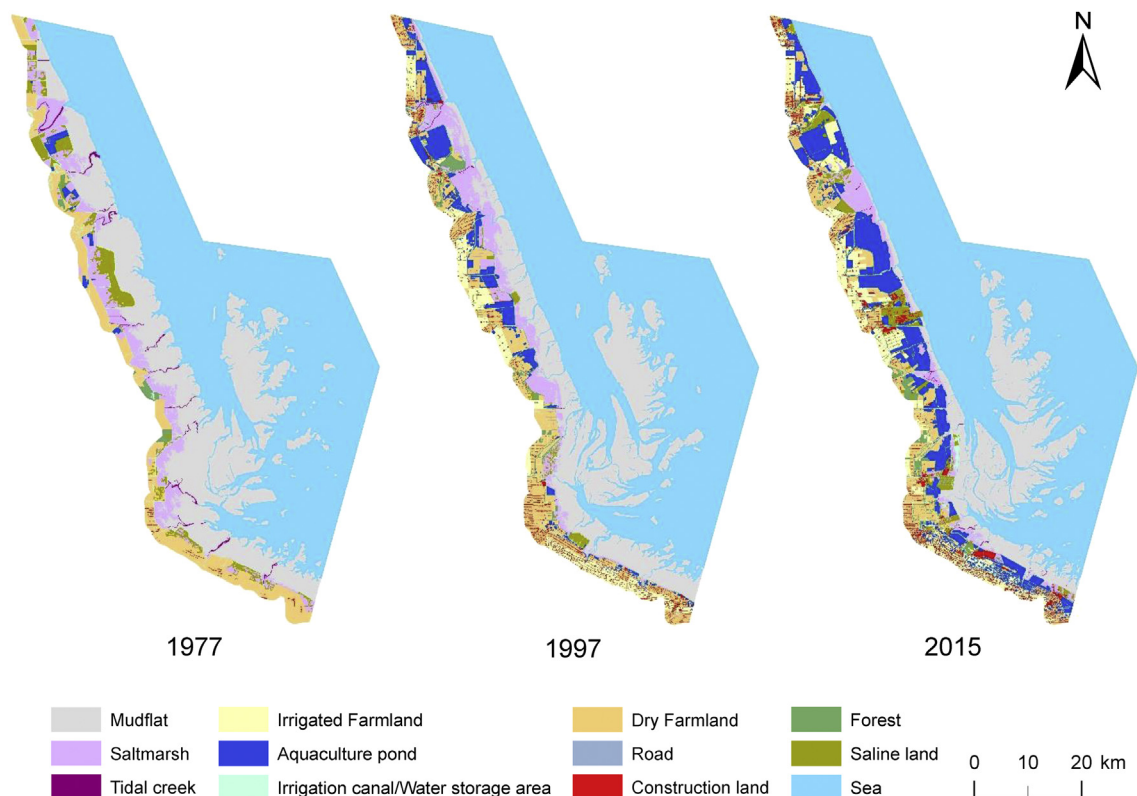 N
1977
1997
2015
Mudflat
Irrigated Farmland
Dry Farmland
Forest
Saltmarsh
Aquaculture pond
Road
Saline land
Tidal creek
Irrigation canal/Water storage area
Construction land
Sea
0 10 20 km